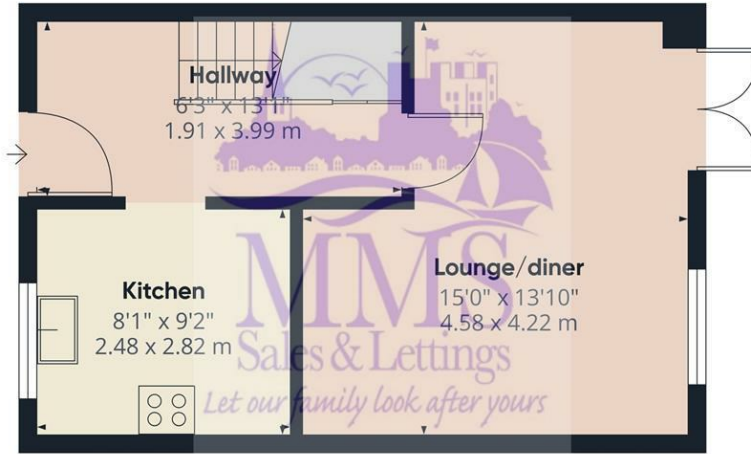 Hallway
6'3" x 13'1"
1.91 x 3.99 m
Kitchen
8'1" x 9'2"
2.48 x 2.82 m
Lounge/diner
15'0" x 13'10"
4.58 x 4.22 m
MMS
Sales & Lettings
Let our family look after yours